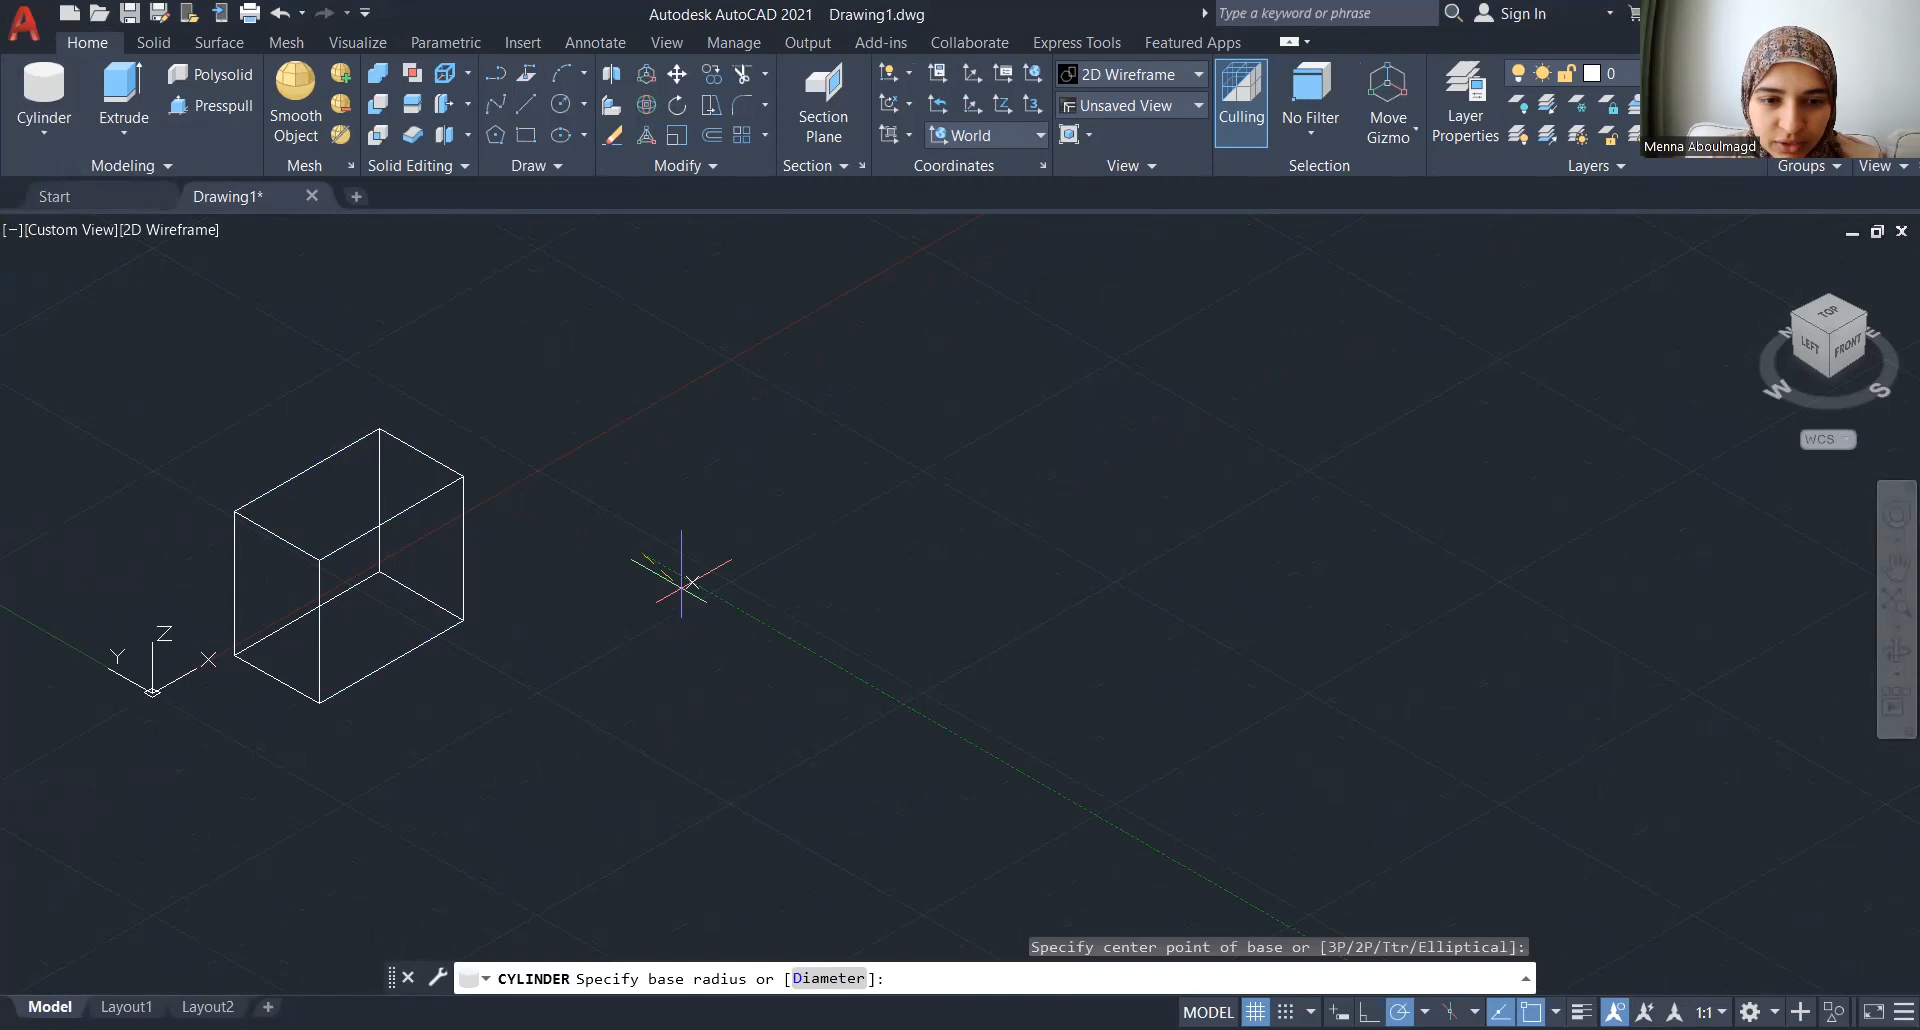 Autodesk AutoCAD 2021 Drawing1.dwg
Type a keyword or phrase
Sign In
Home Solid Surface Mesh Visualize Parametric Insert Annotate View Manage Output Add-ins Collaborate Express Tools Featured Apps
Cylinder
Extrude
Polysolid
Presspull
Smooth
Object
Section
Plane
World
2D Wireframe
Unsaved View
Culling
No Filter
Move
Gizmo
Layer
Properties
0
Menna Aboulmagd
Modeling Mesh Solid Editing Draw Modify Section Coordinates View Selection Layers Groups View
Start Drawing1*
[−][Custom View][2D Wireframe]
TOP
LEFT FRONT
N E
W S
WCS
Z
Y X
Specify center point of base or [3P/2P/Ttr/Elliptical]:
CYLINDER Specify base radius or [Diameter]:
Model Layout1 Layout2
MODEL 1:1